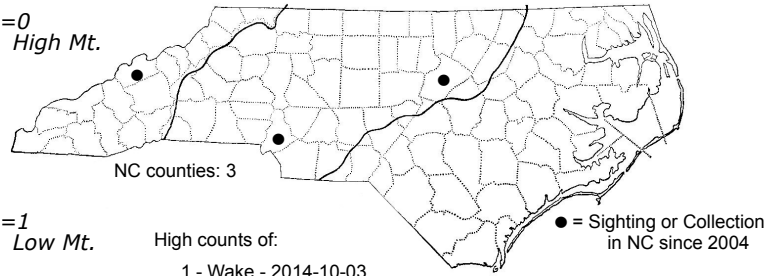 =0
High Mt.
NC counties: 3
=1
Low Mt.
High counts of:
1 - Wake - 2014-10-03
● = Sighting or Collection
in NC since 2004